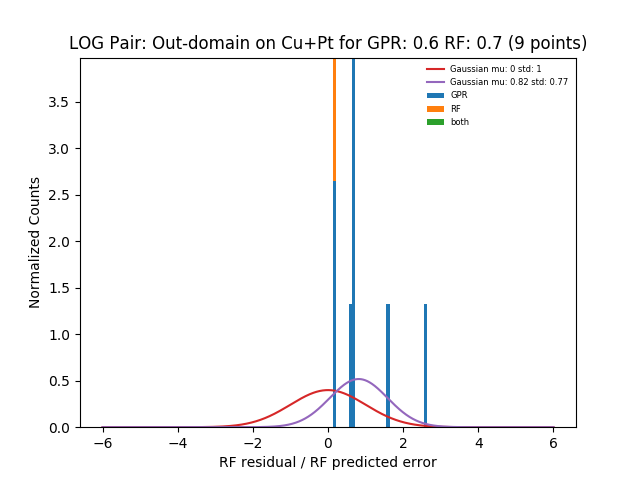 LOG Pair: Out-domain on Cu+Pt for GPR: 0.6 RF: 0.7 (9 points)
Gaussian mu: 0 std: 1
Gaussian mu: 0.82 std: 0.77
GPR
RF
both
3.5
3.0
2.5
2.0
1.5
1.0
0.5
0.0
Normalized Counts
−6 −4 −2 0 2 4 6
RF residual / RF predicted error